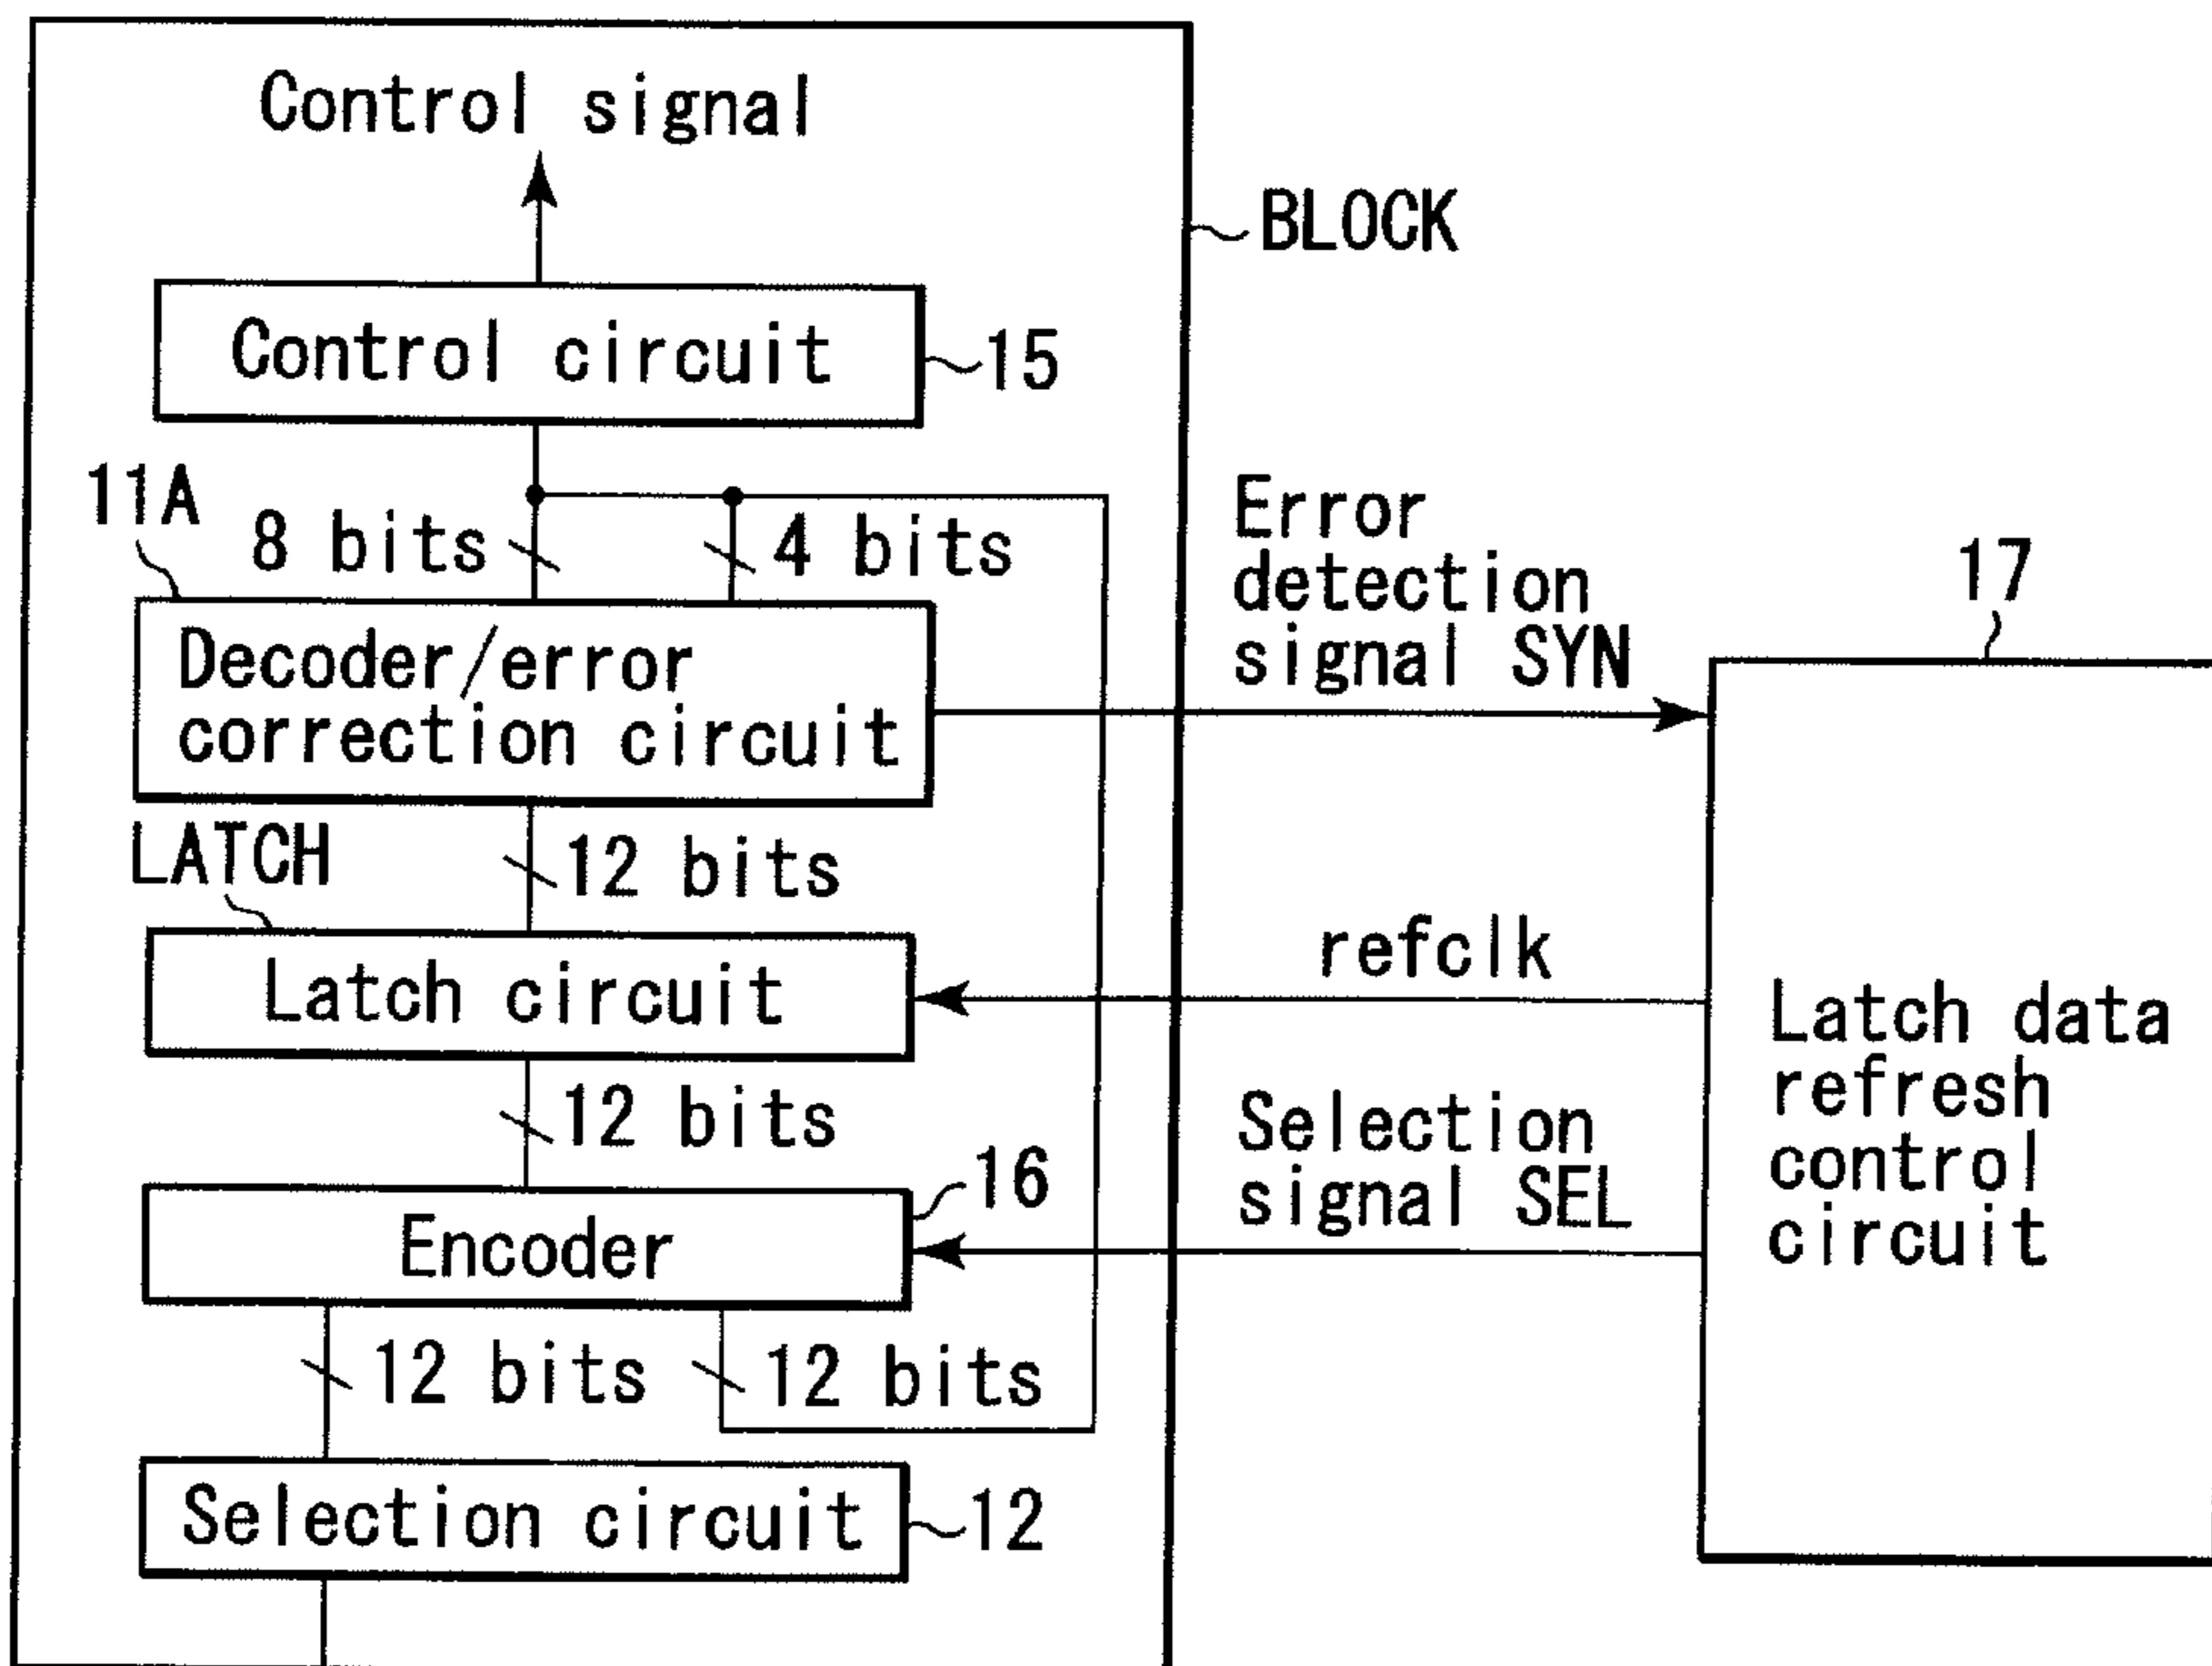 Control signal
BLOCK
Control circuit
15
11A
8 bits
4 bits
Error
detection
signal SYN
17
Decoder/error
correction circuit
12 bits
LATCH
Latch circuit
refclk
Latch data
refresh
control
circuit
12 bits
Selection
signal SEL
16
Encoder
12 bits
12 bits
Selection circuit
12